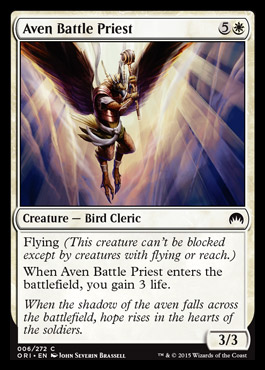 Aven Battle Priest 5
Creature — Bird Cleric
Flying (This creature can't be blocked
except by creatures with flying or reach.)
When Aven Battle Priest enters the
battlefield, you gain 3 life.
When the shadow of the aven falls across
the battlefield, hope rises in the hearts of
the soldiers.
3/3
006/272 C
ORI • EN John Severin Brassell
™ & © 2015 Wizards of the Coast